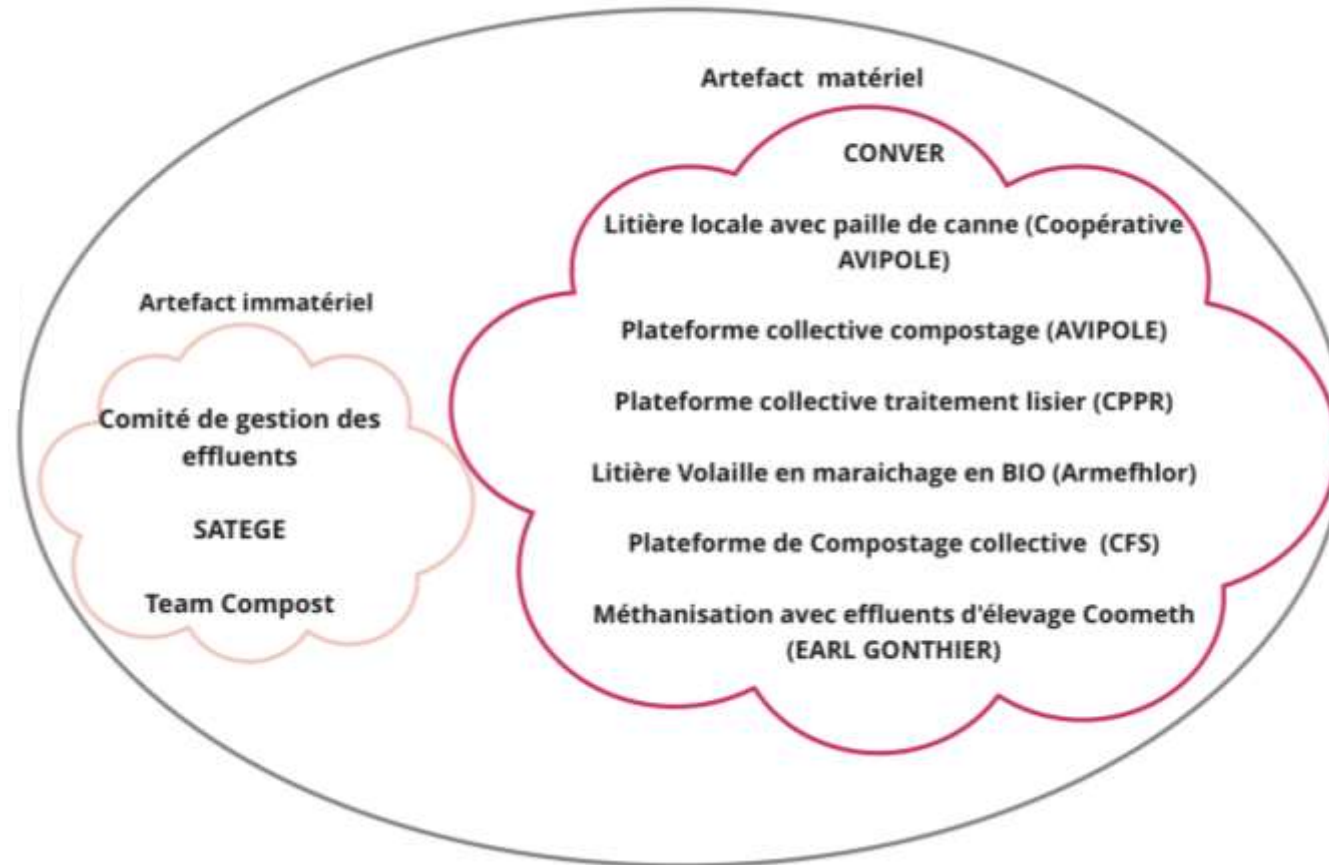 Artefact matériel
CONVER
Litière locale avec paille de canne (Coopérative
AVIPOLE)
Plateforme collective compostage (AVIPOLE)
Plateforme collective traitement lisier (CPPR)
Litière Volaille en maraichage en BIO (Armefhlor)
Plateforme de Compostage collective (CFS)
Méthanisation avec effluents d'élevage Coometh
(EARL GONTHIER)
Artefact immatériel
Comité de gestion des
effluents
SATEGE
Team Compost